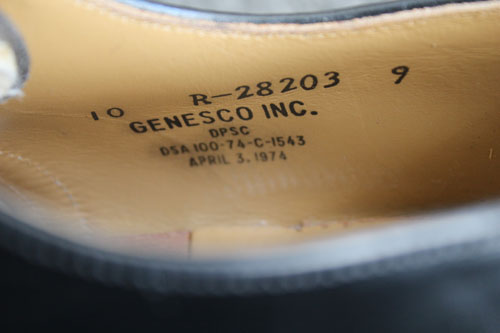 10 R-28203 9
GENESCO INC.
DPSC
DSA 100-74-C-1543
APRIL 3, 1974